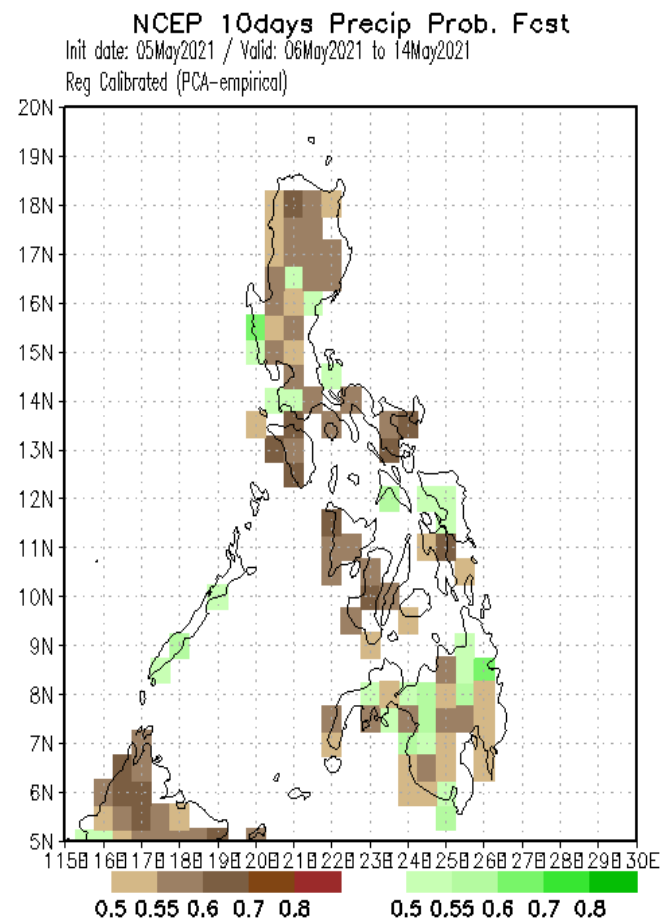 NCEP 10days Precip Prob. Fcst
Init date: 05May2021 / Valid: 06May2021 to 14May2021
Reg Calibrated (PCA-empirical)
20N
19N
18N
17N
16N
15N
14N
13N
12N
11N
10N
9N
8N
7N
6N
5N
115E 116E 117E 118E 119E 120E 121E 122E 123E 124E 125E 126E 127E 128E 129E 130E
0.5 0.55 0.6 0.7 0.8 0.5 0.55 0.6 0.7 0.8